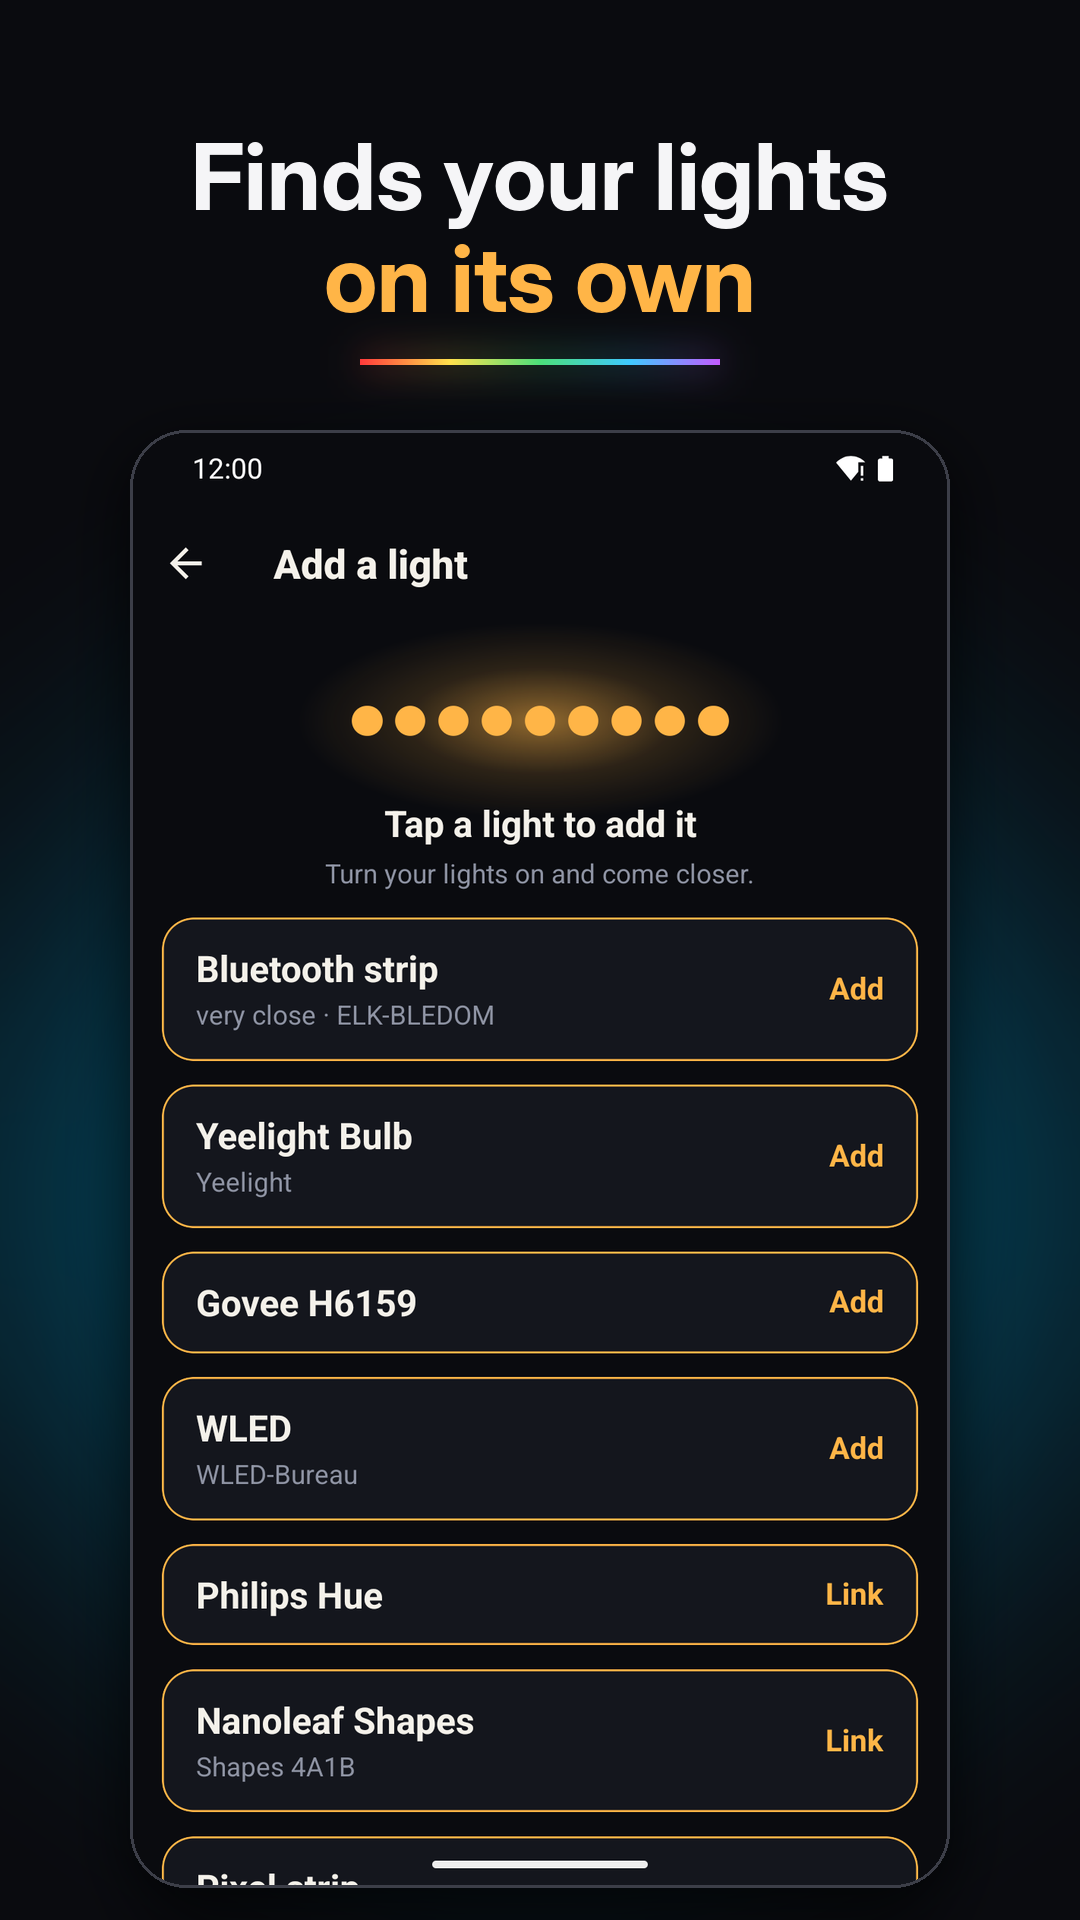 Finds your lights
on its own
12:00
Add a light
Tap a light to add it
Turn your lights on and come closer.
Bluetooth strip
very close · ELK-BLEDOM
Add
Yeelight Bulb
Yeelight
Add
Govee H6159
Add
WLED
WLED-Bureau
Add
Philips Hue
Link
Nanoleaf Shapes
Shapes 4A1B
Link
Pixel strip